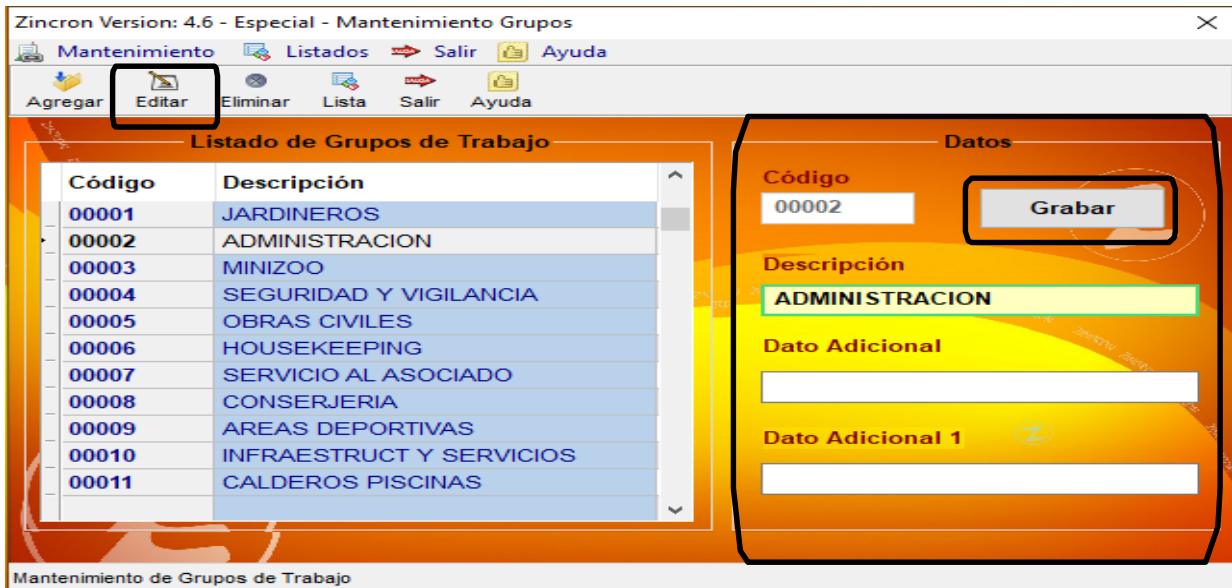 Zincron Version: 4.6 - Especial - Mantenimiento Grupos
Mantenimiento Listados Salir Ayuda
Agregar Editar Eliminar Lista Salir Ayuda
Listado de Grupos de Trabajo
Código Descripción
00001 JARDINEROS
00002 ADMINISTRACION
00003 MINIZOO
00004 SEGURIDAD Y VIGILANCIA
00005 OBRAS CIVILES
00006 HOUSEKEEPING
00007 SERVICIO AL ASOCIADO
00008 CONSERJERIA
00009 AREAS DEPORTIVAS
00010 INFRAESTRUCT Y SERVICIOS
00011 CALDEROS PISCINAS
Datos
Código
00002 Grabar
Descripción
ADMINISTRACION
Dato Adicional
Dato Adicional 1
Mantenimiento de Grupos de Trabajo